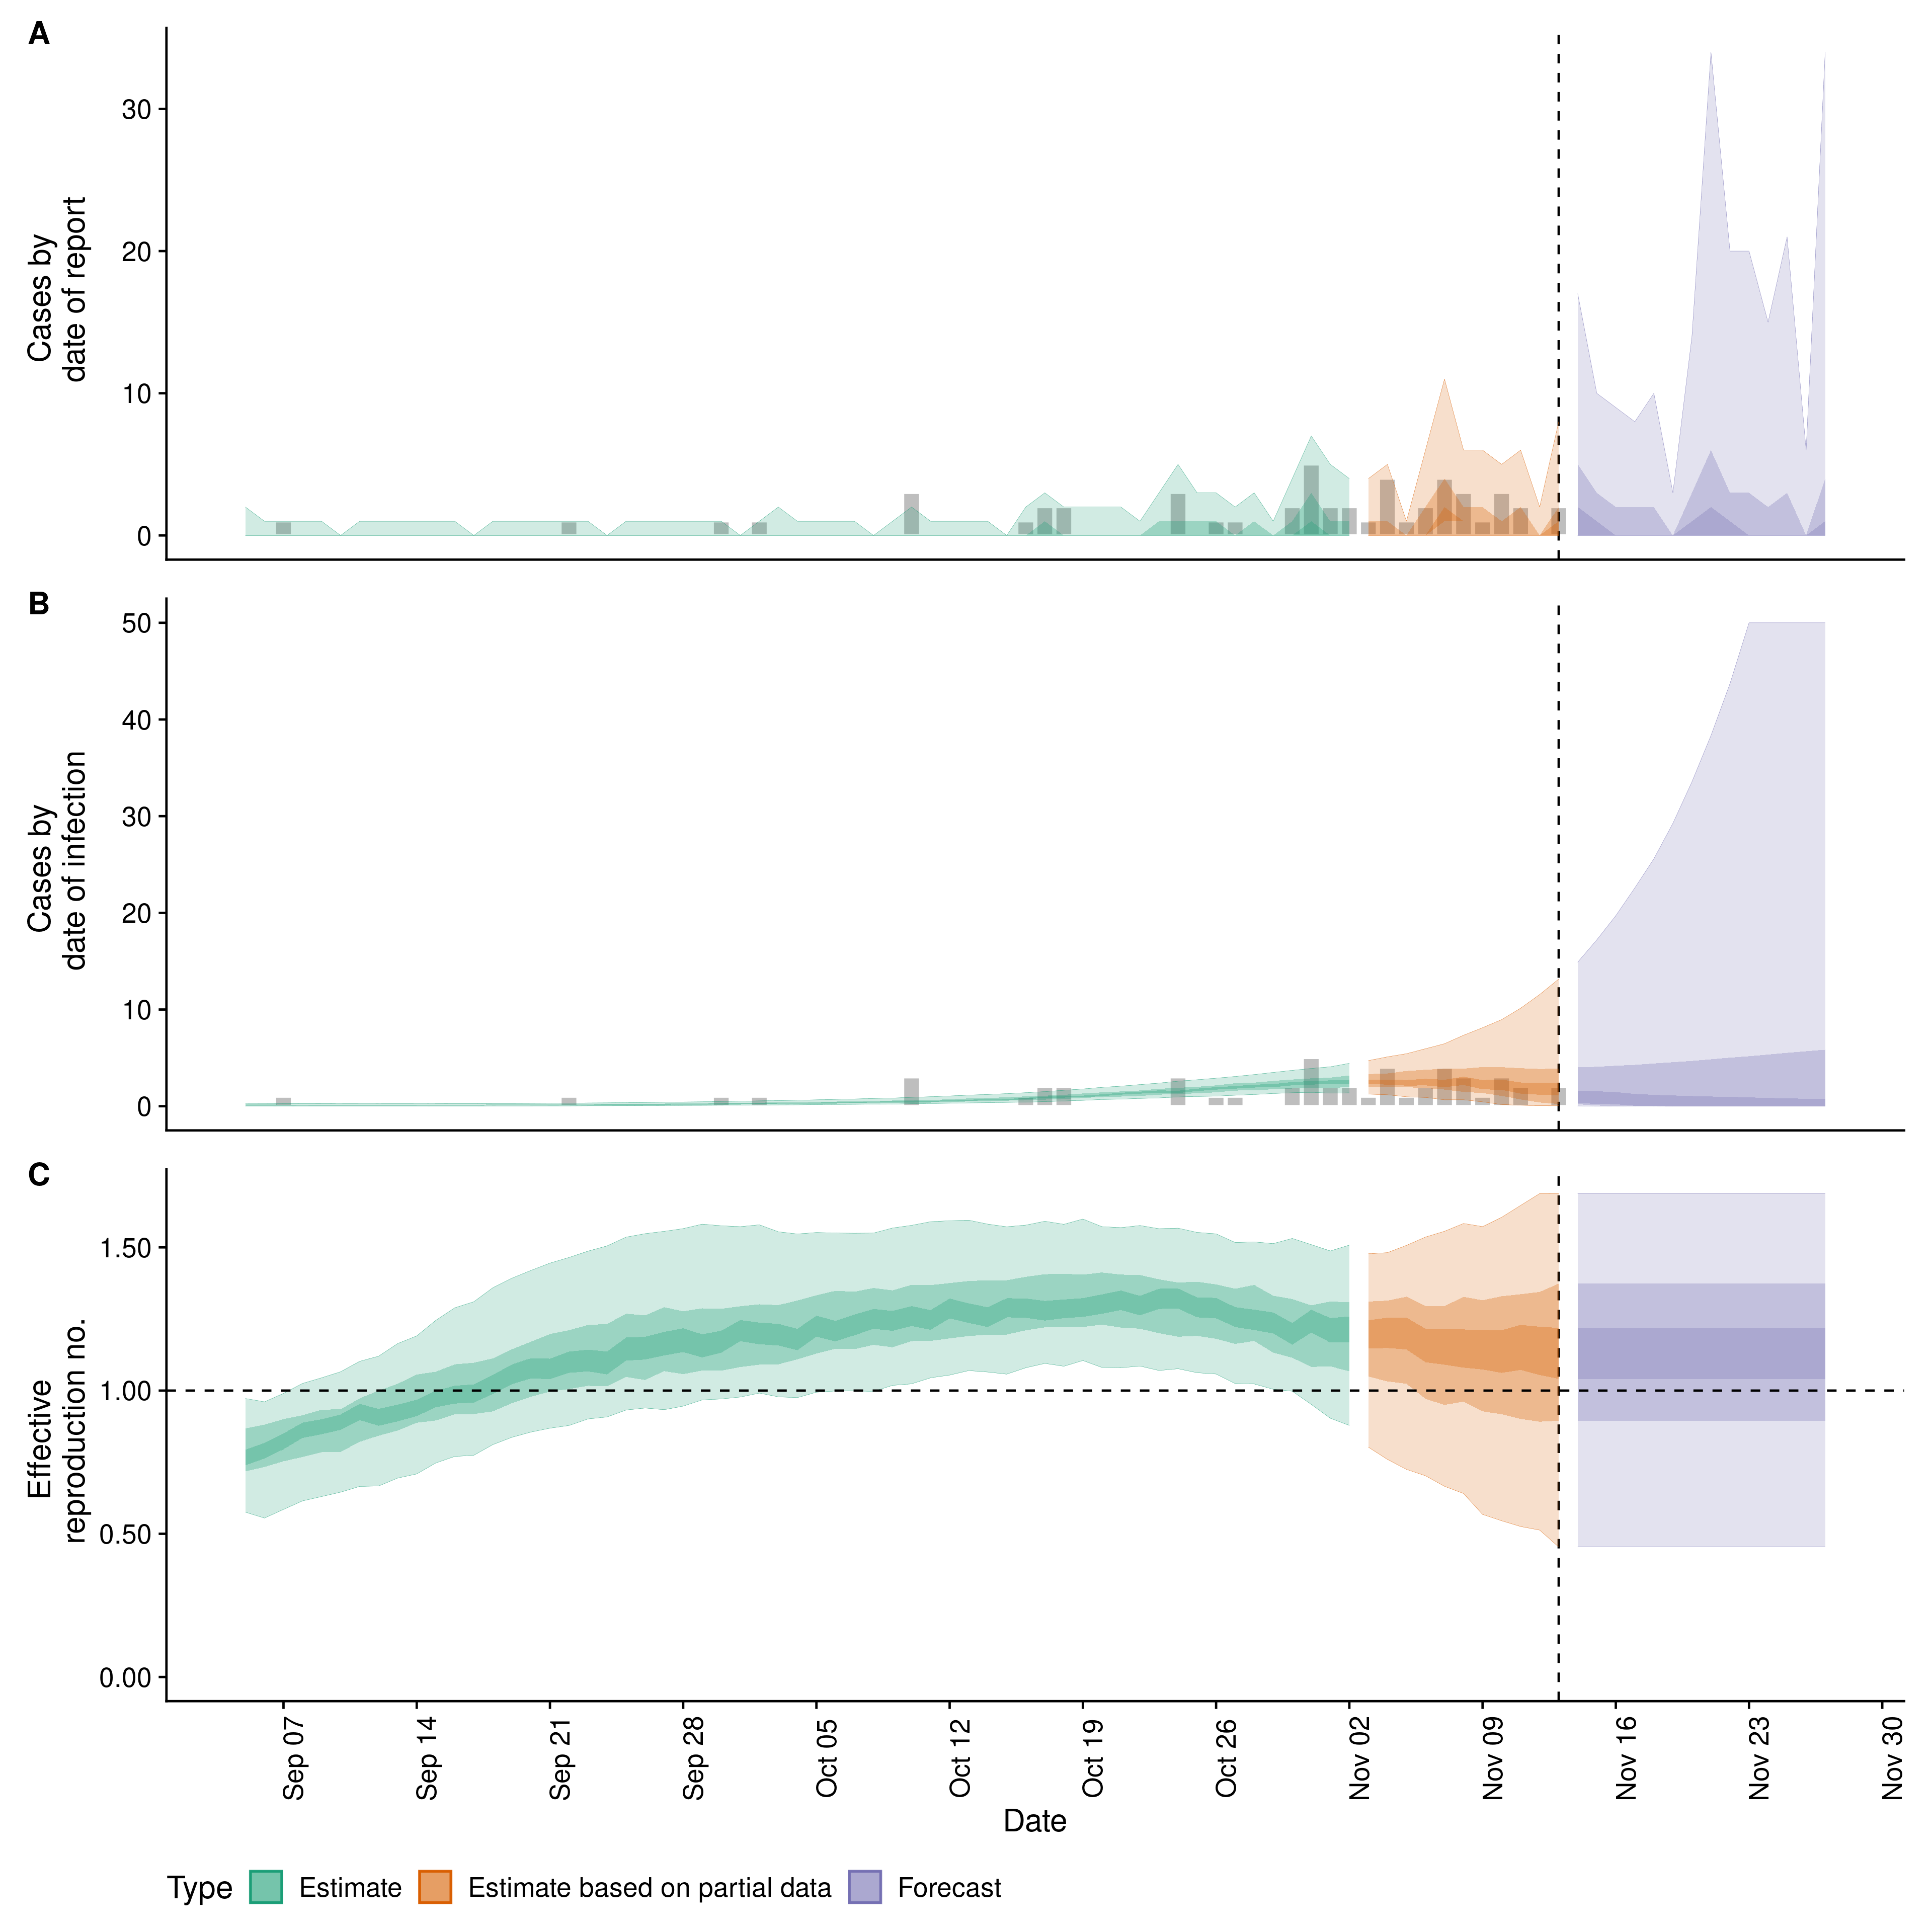 A
30
20
10
0
Cases by
date of report
B
50
40
30
20
10
0
Cases by
date of infection
C
1.50
1.00
0.50
0.00
Effective
reproduction no.
Sep 07
Sep 14
Sep 21
Sep 28
Oct 05
Oct 12
Oct 19
Oct 26
Nov 02
Nov 09
Nov 16
Nov 23
Nov 30
Date
Type Estimate Estimate based on partial data Forecast